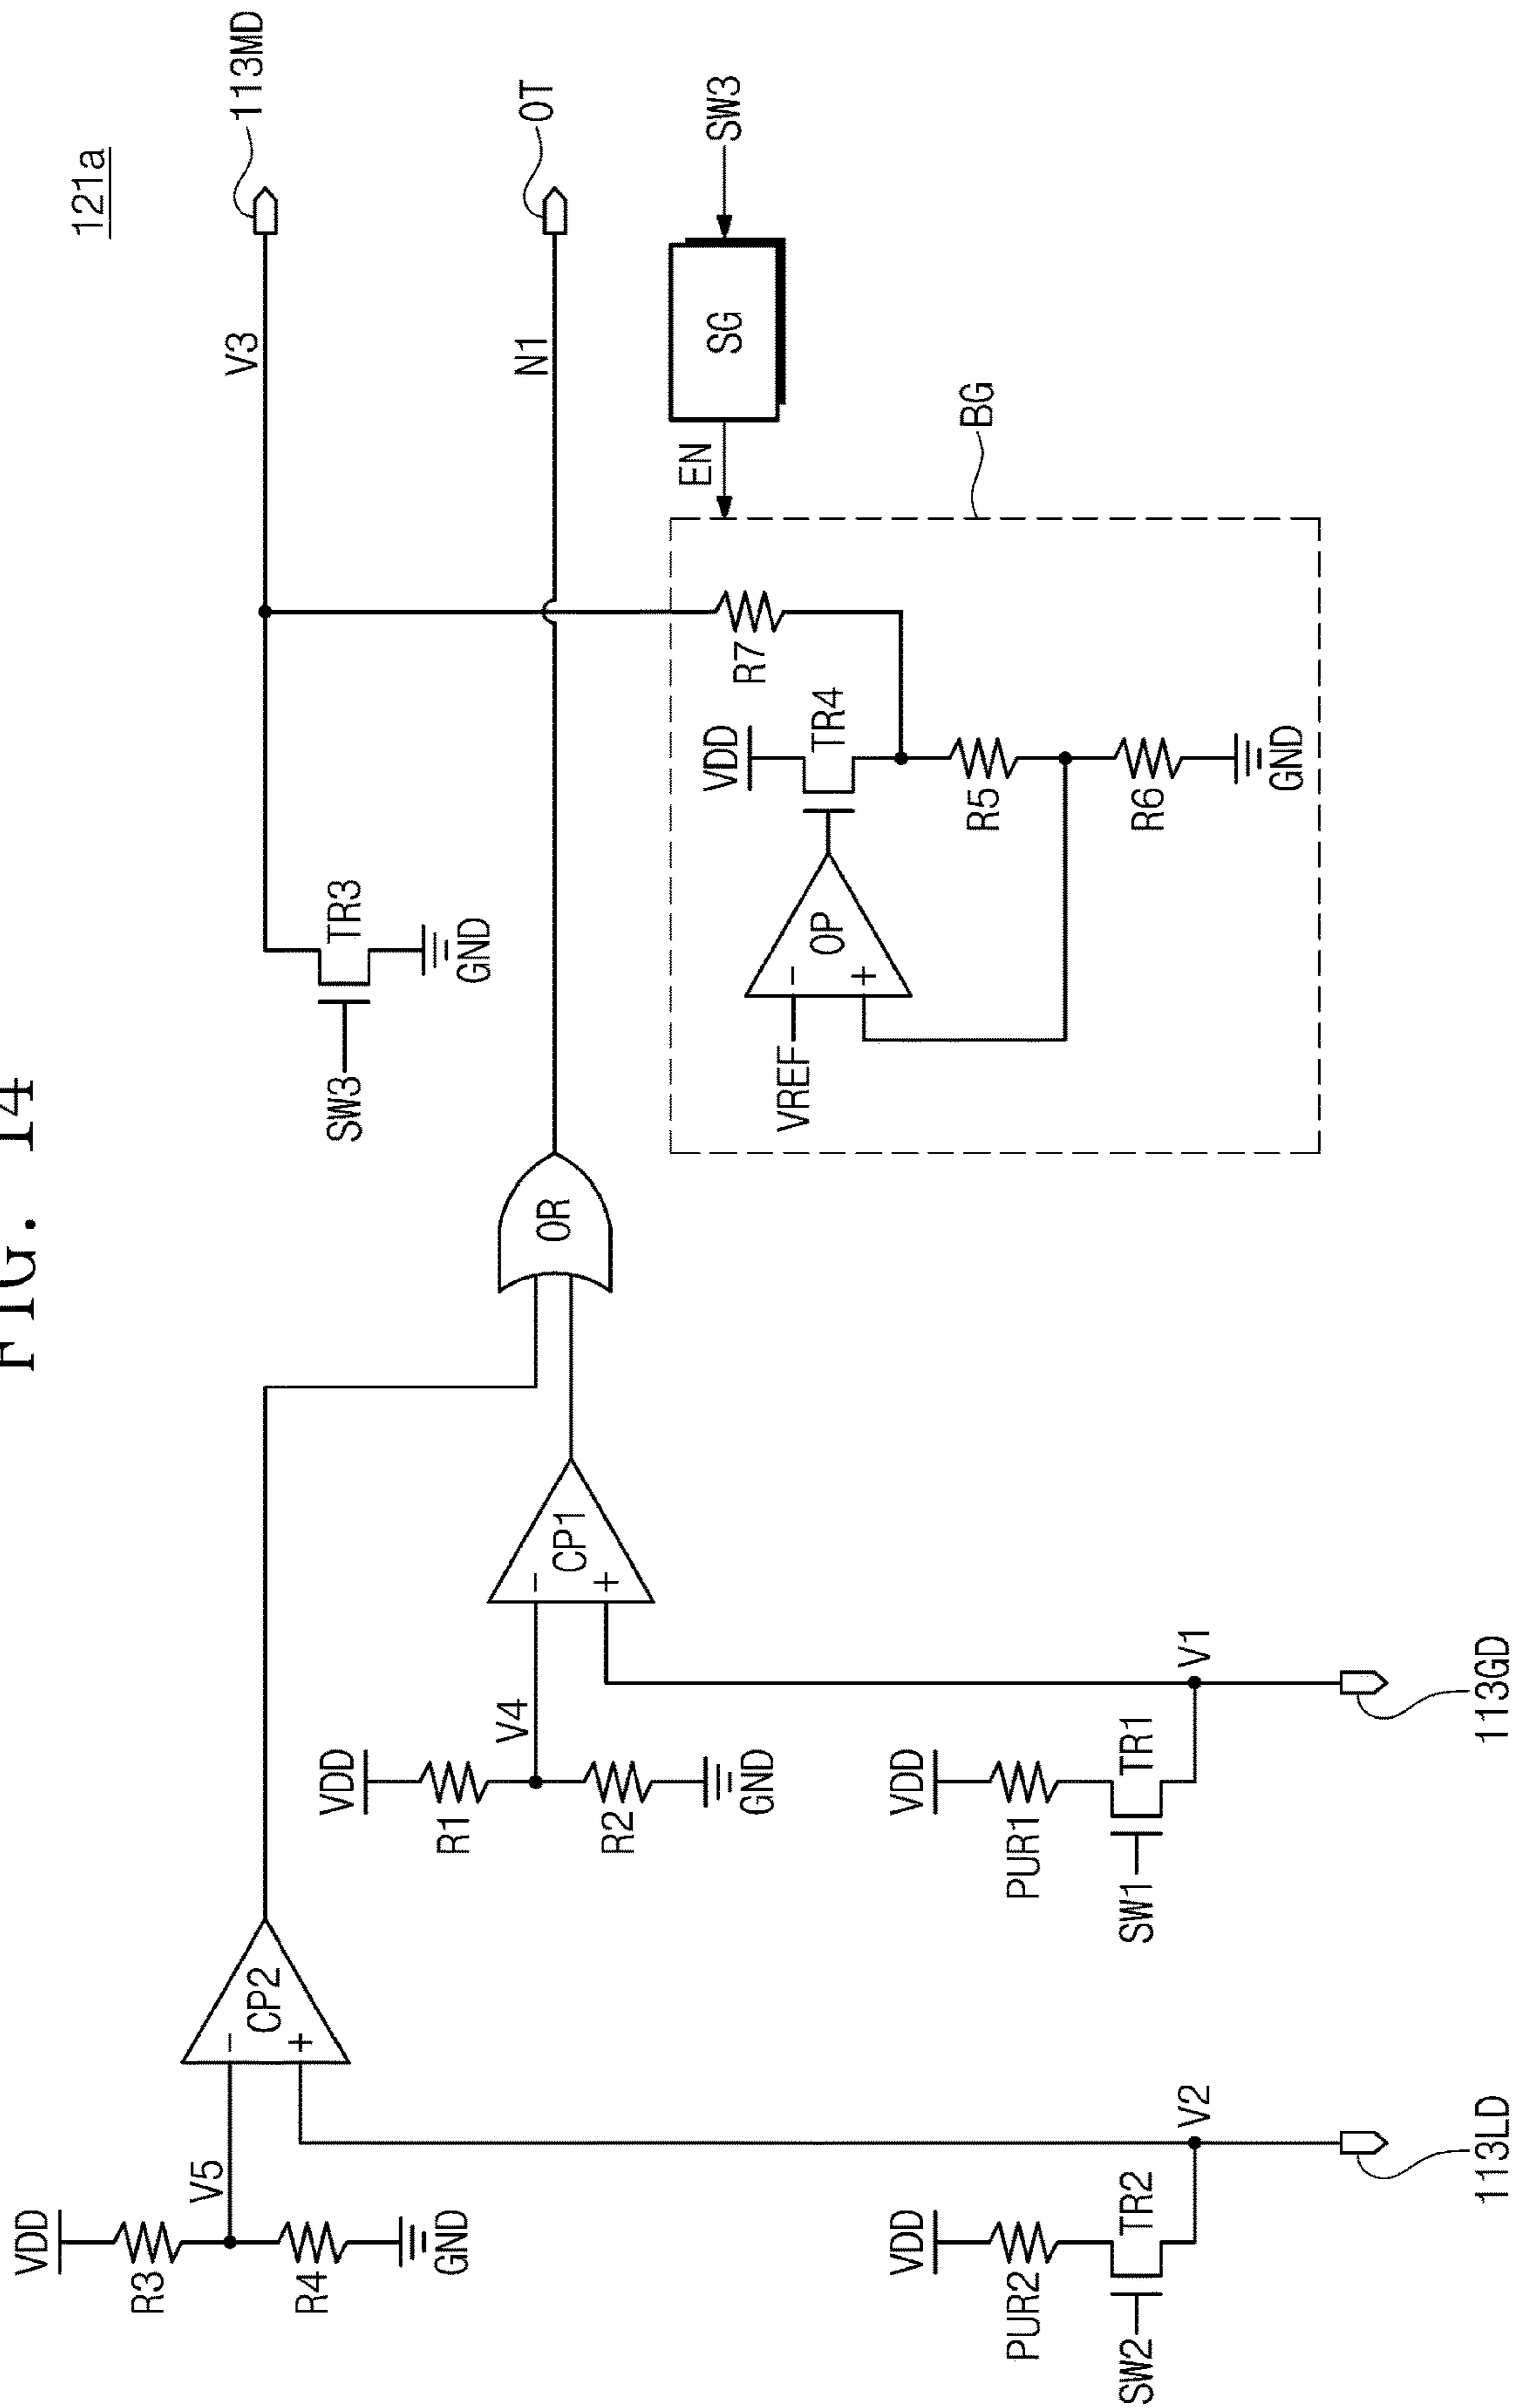 FIG. 14
121a
VDD
R3
V5
R4
GND
CP2
-
+
VDD
PUR2
SW2
TR2
V2
113LD
VDD
R1
V4
R2
GND
CP1
-
+
VDD
PUR1
SW1
TR1
V1
113GD
OR
SW3
TR3
GND
V3
113MD
N1
OT
VREF
-
+
OP
VDD
TR4
R5
R6
GND
R7
BG
EN
SG
SW3